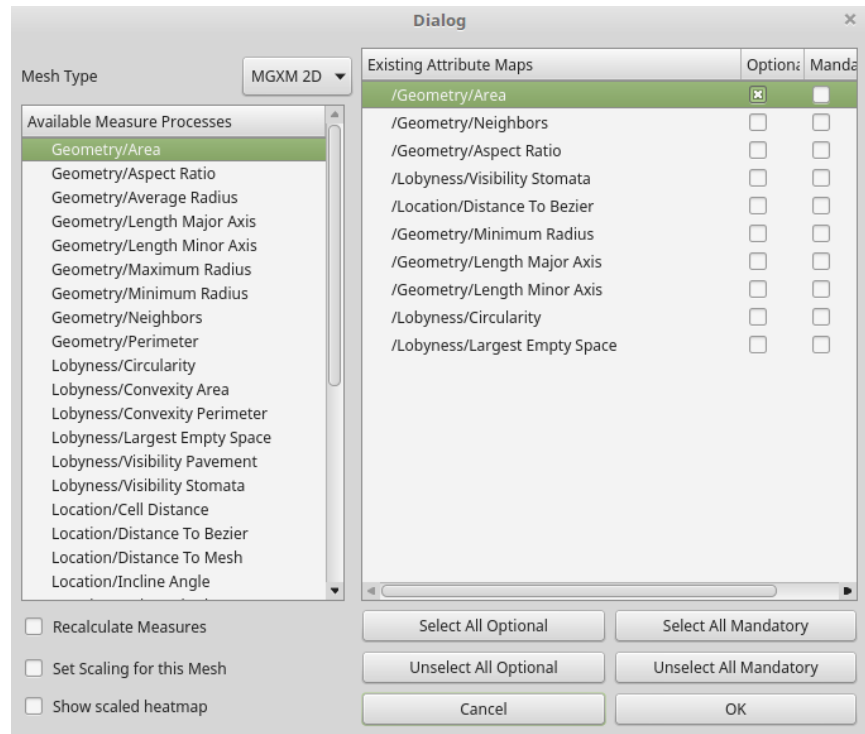 Dialog
Mesh Type
MGXM 2D
Available Measure Processes
Geometry/Area
Geometry/Aspect Ratio
Geometry/Average Radius
Geometry/Length Major Axis
Geometry/Length Minor Axis
Geometry/Maximum Radius
Geometry/Minimum Radius
Geometry/Neighbors
Geometry/Perimeter
Lobyness/Circularity
Lobyness/Convexity Area
Lobyness/Convexity Perimeter
Lobyness/Largest Empty Space
Lobyness/Visibility Pavement
Lobyness/Visibility Stomata
Location/Cell Distance
Location/Distance To Bezier
Location/Distance To Mesh
Location/Incline Angle
Recalculate Measures
Set Scaling for this Mesh
Show scaled heatmap
Existing Attribute Maps Optiona Manda
/Geometry/Area
/Geometry/Neighbors
/Geometry/Aspect Ratio
/Lobyness/Visibility Stomata
/Location/Distance To Bezier
/Geometry/Minimum Radius
/Geometry/Length Major Axis
/Geometry/Length Minor Axis
/Lobyness/Circularity
/Lobyness/Largest Empty Space
Select All Optional Select All Mandatory
Unselect All Optional Unselect All Mandatory
Cancel OK